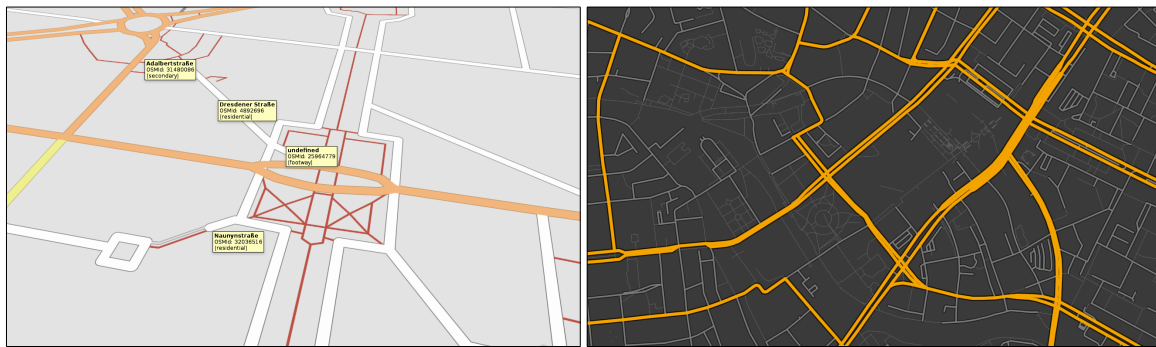 Adalbertstraße
OSMid: 31480086
(secondary)
Dresdener Straße
OSMid: 4892696
(residential)
undefined
OSMid: 25964779
(footway)
Naunynstraße
OSMid: 32036516
(residential)